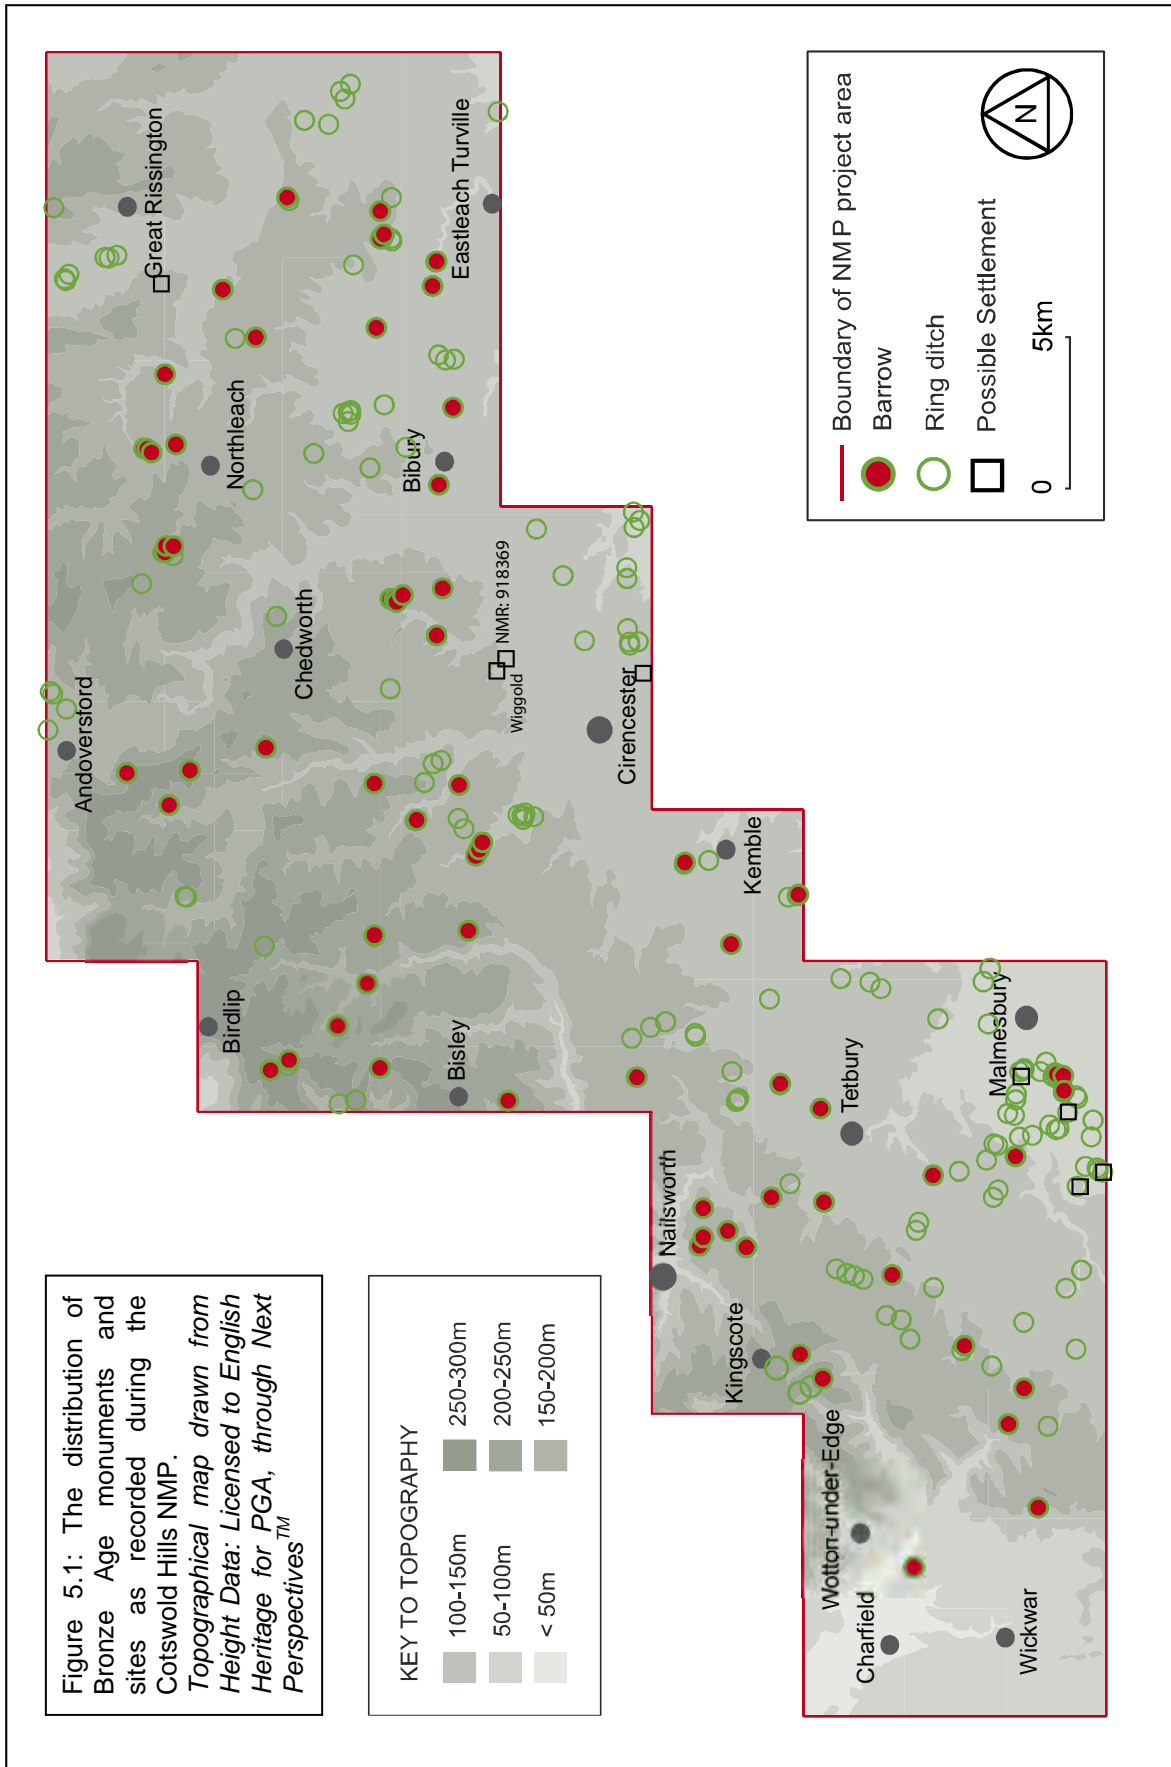 Figure 5.1: The distribution of
Bronze Age monuments and
sites as recorded during the
Cotswold Hills NMP.
Topographical map drawn from
Height Data: Licensed to English
Heritage for PGA, through Next
Perspectives™
KEY TO TOPOGRAPHY
100-150m
50-100m
< 50m
250-300m
200-250m
150-200m
Andoversford
Great Rissington
Northleach
Birdlip
Chedworth
Bibury
Eastleach Turville
Bisley
NMR: 918369
Wiggold
Cirencester
Nailsworth
Kemble
Kingscote
Tetbury
Wotton-under-Edge
Charfield
Malmesbury
Wickwar
Boundary of NMP project area
Barrow
Ring ditch
Possible Settlement
0
5km
N